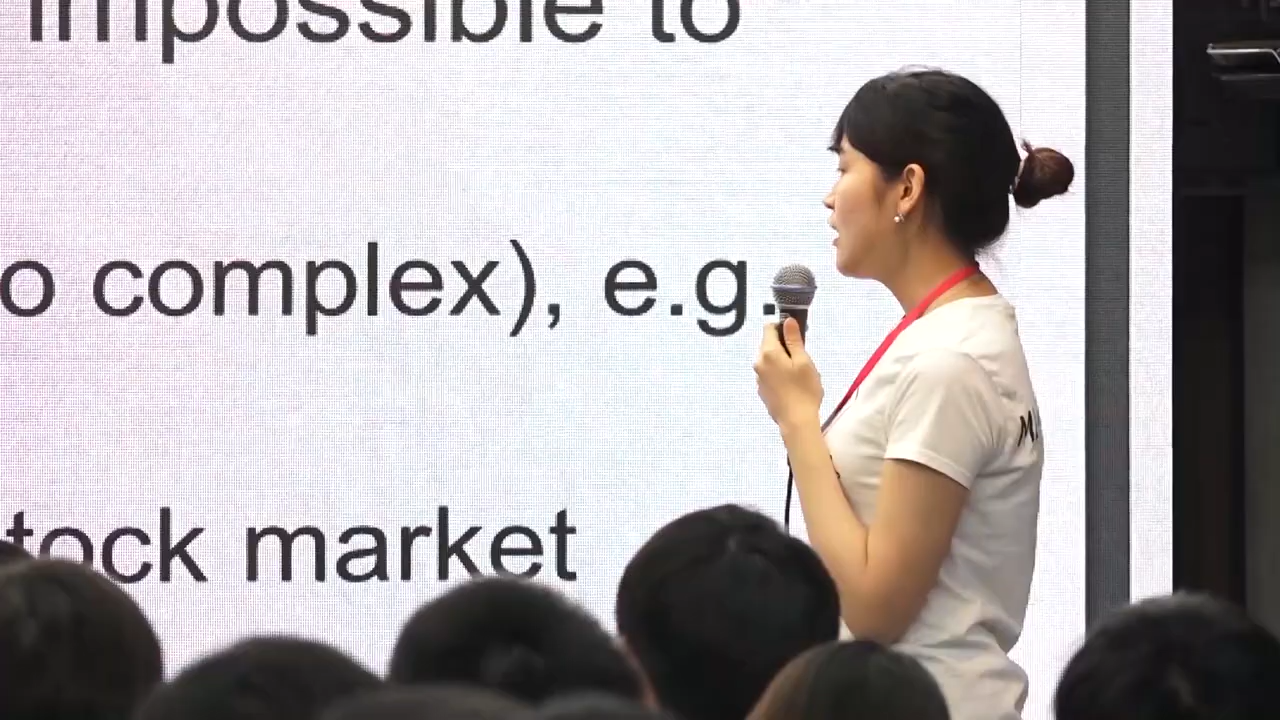 impossible to
o complex), e.g.
tock market
M